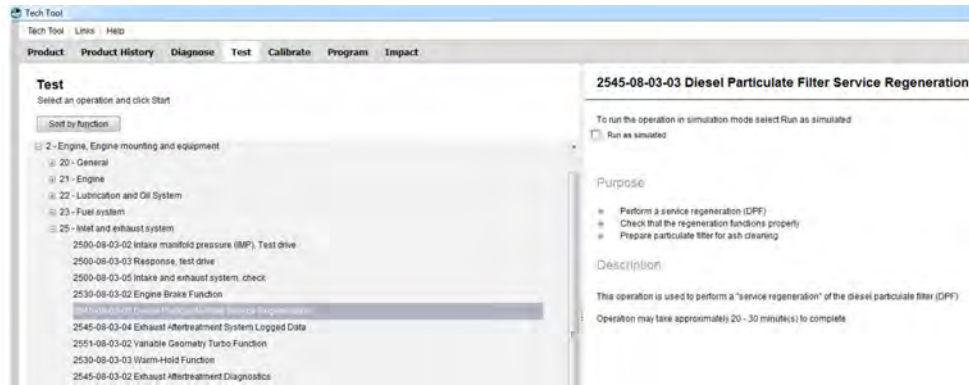 Tech Tool
Tech Tool Links Help
Product Product History Diagnose Test Calibrate Program Impact
Test
Select an operation and click Start
Sort by function
2 - Engine, Engine mounting and equipment
20 - General
21 - Engine
22 - Lubrication and Oil System
23 - Fuel system
25 - Inlet and exhaust system
2500-08-03-02 Intake manifold pressure (IMP), Test drive
2500-08-03-03 Response, test drive
2500-08-03-05 Intake and exhaust system, check
2530-08-03-02 Engine Brake Function
2545-08-03-03 Diesel Particulate Filter Service Regeneration
2545-08-03-04 Exhaust Aftertreatment System Logged Data
2551-08-03-02 Variable Geometry Turbo Function
2530-08-03-03 Warm-Hold Function
2545-08-03-02 Exhaust Aftertreatment Diagnostics
2545-08-03-03 Diesel Particulate Filter Service Regeneration
To run the operation in simulation mode select Run as simulated
Run as simulated
Purpose
Perform a service regeneration (DPF)
Check that the regeneration functions properly
Prepare particulate filter for ash cleaning
Description
This operation is used to perform a "service regeneration" of the diesel particulate filter (DPF)
Operation may take approximately 20 - 30 minute(s) to complete